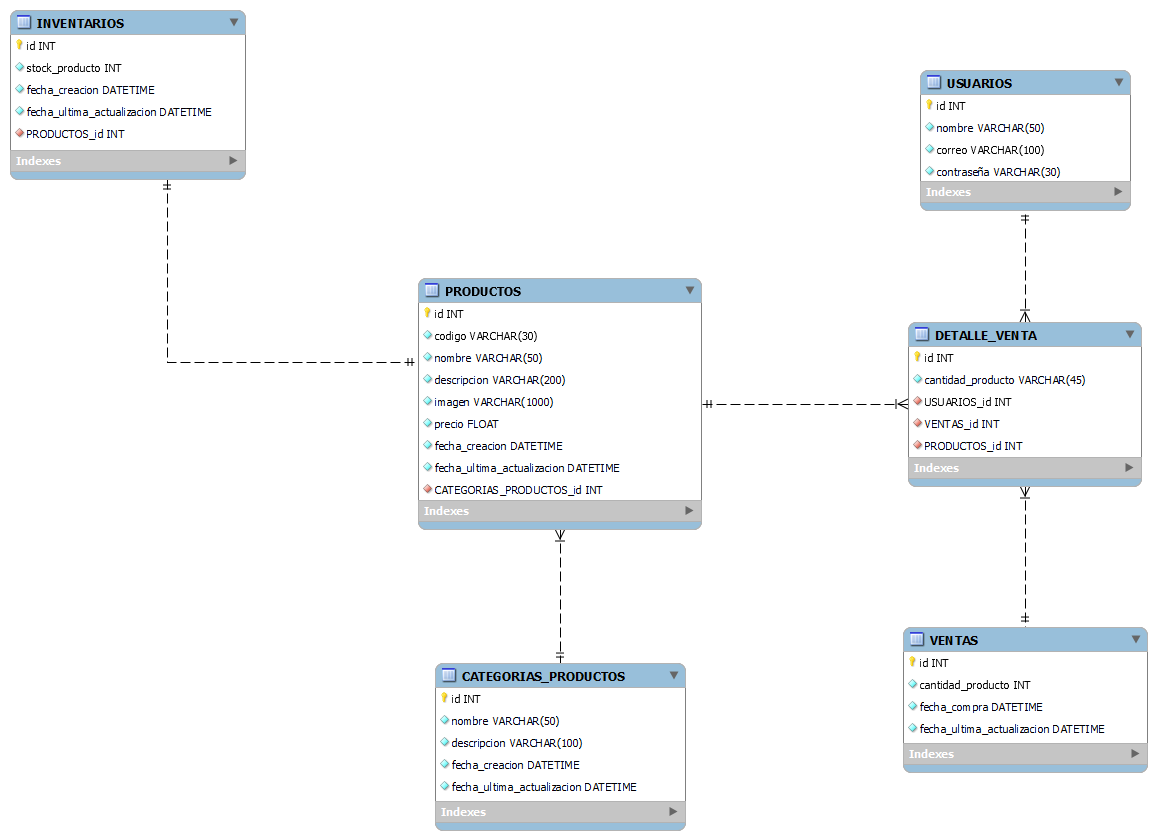 INVENTARIOS
id INT
stock_producto INT
fecha_creacion DATETIME
fecha_ultima_actualizacion DATETIME
PRODUCTOS_id INT
Indexes
USUARIOS
id INT
nombre VARCHAR(50)
correo VARCHAR(100)
contraseña VARCHAR(30)
Indexes
PRODUCTOS
id INT
codigo VARCHAR(30)
nombre VARCHAR(50)
descripcion VARCHAR(200)
imagen VARCHAR(1000)
precio FLOAT
fecha_creacion DATETIME
fecha_ultima_actualizacion DATETIME
CATEGORIAS_PRODUCTOS_id INT
Indexes
DETALLE_VENTA
id INT
cantidad_producto VARCHAR(45)
USUARIOS_id INT
VENTAS_id INT
PRODUCTOS_id INT
Indexes
CATEGORIAS_PRODUCTOS
id INT
nombre VARCHAR(50)
descripcion VARCHAR(100)
fecha_creacion DATETIME
fecha_ultima_actualizacion DATETIME
Indexes
VENTAS
id INT
cantidad_producto INT
fecha_compra DATETIME
fecha_ultima_actualizacion DATETIME
Indexes